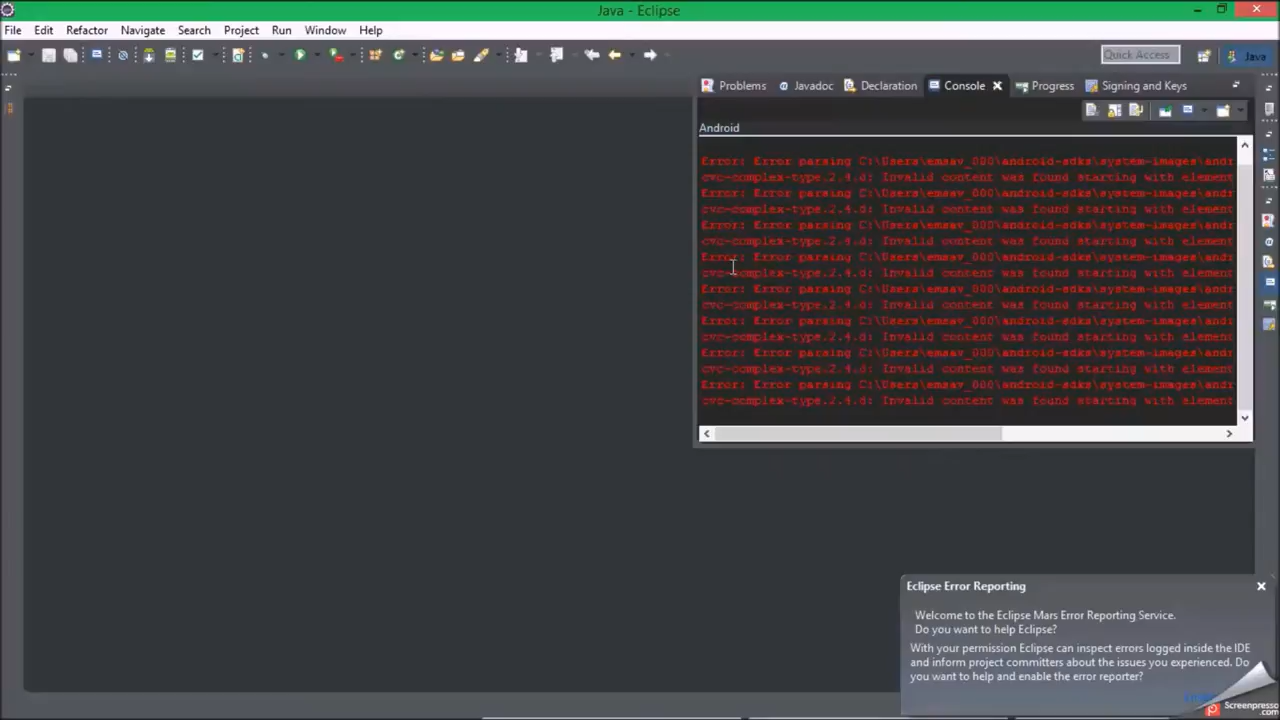 Java - Eclipse
File Edit Refactor Navigate Search Project Run Window Help
Quick Access
Java
Problems Javadoc Declaration Console Progress Signing and Keys
Android
Error: Error parsing C:\Users\emsav_000\android-sdks\system-images\andr
cvc-complex-type.2.4.d: Invalid content was found starting with element
Error: Error parsing C:\Users\emsav_000\android-sdks\system-images\andr
cvc-complex-type.2.4.d: Invalid content was found starting with element
Error: Error parsing C:\Users\emsav_000\android-sdks\system-images\andr
cvc-complex-type.2.4.d: Invalid content was found starting with element
Error: Error parsing C:\Users\emsav_000\android-sdks\system-images\andr
cvc-complex-type.2.4.d: Invalid content was found starting with element
Error: Error parsing C:\Users\emsav_000\android-sdks\system-images\andr
cvc-complex-type.2.4.d: Invalid content was found starting with element
Error: Error parsing C:\Users\emsav_000\android-sdks\system-images\andr
cvc-complex-type.2.4.d: Invalid content was found starting with element
Error: Error parsing C:\Users\emsav_000\android-sdks\system-images\andr
cvc-complex-type.2.4.d: Invalid content was found starting with element
Error: Error parsing C:\Users\emsav_000\android-sdks\system-images\andr
cvc-complex-type.2.4.d: Invalid content was found starting with element
Eclipse Error Reporting
Welcome to the Eclipse Mars Error Reporting Service.
Do you want to help Eclipse?
With your permission Eclipse can inspect errors logged inside the IDE
and inform project committers about the issues you experienced. Do
you want to help and enable the error reporter?
Screenpresso
.com